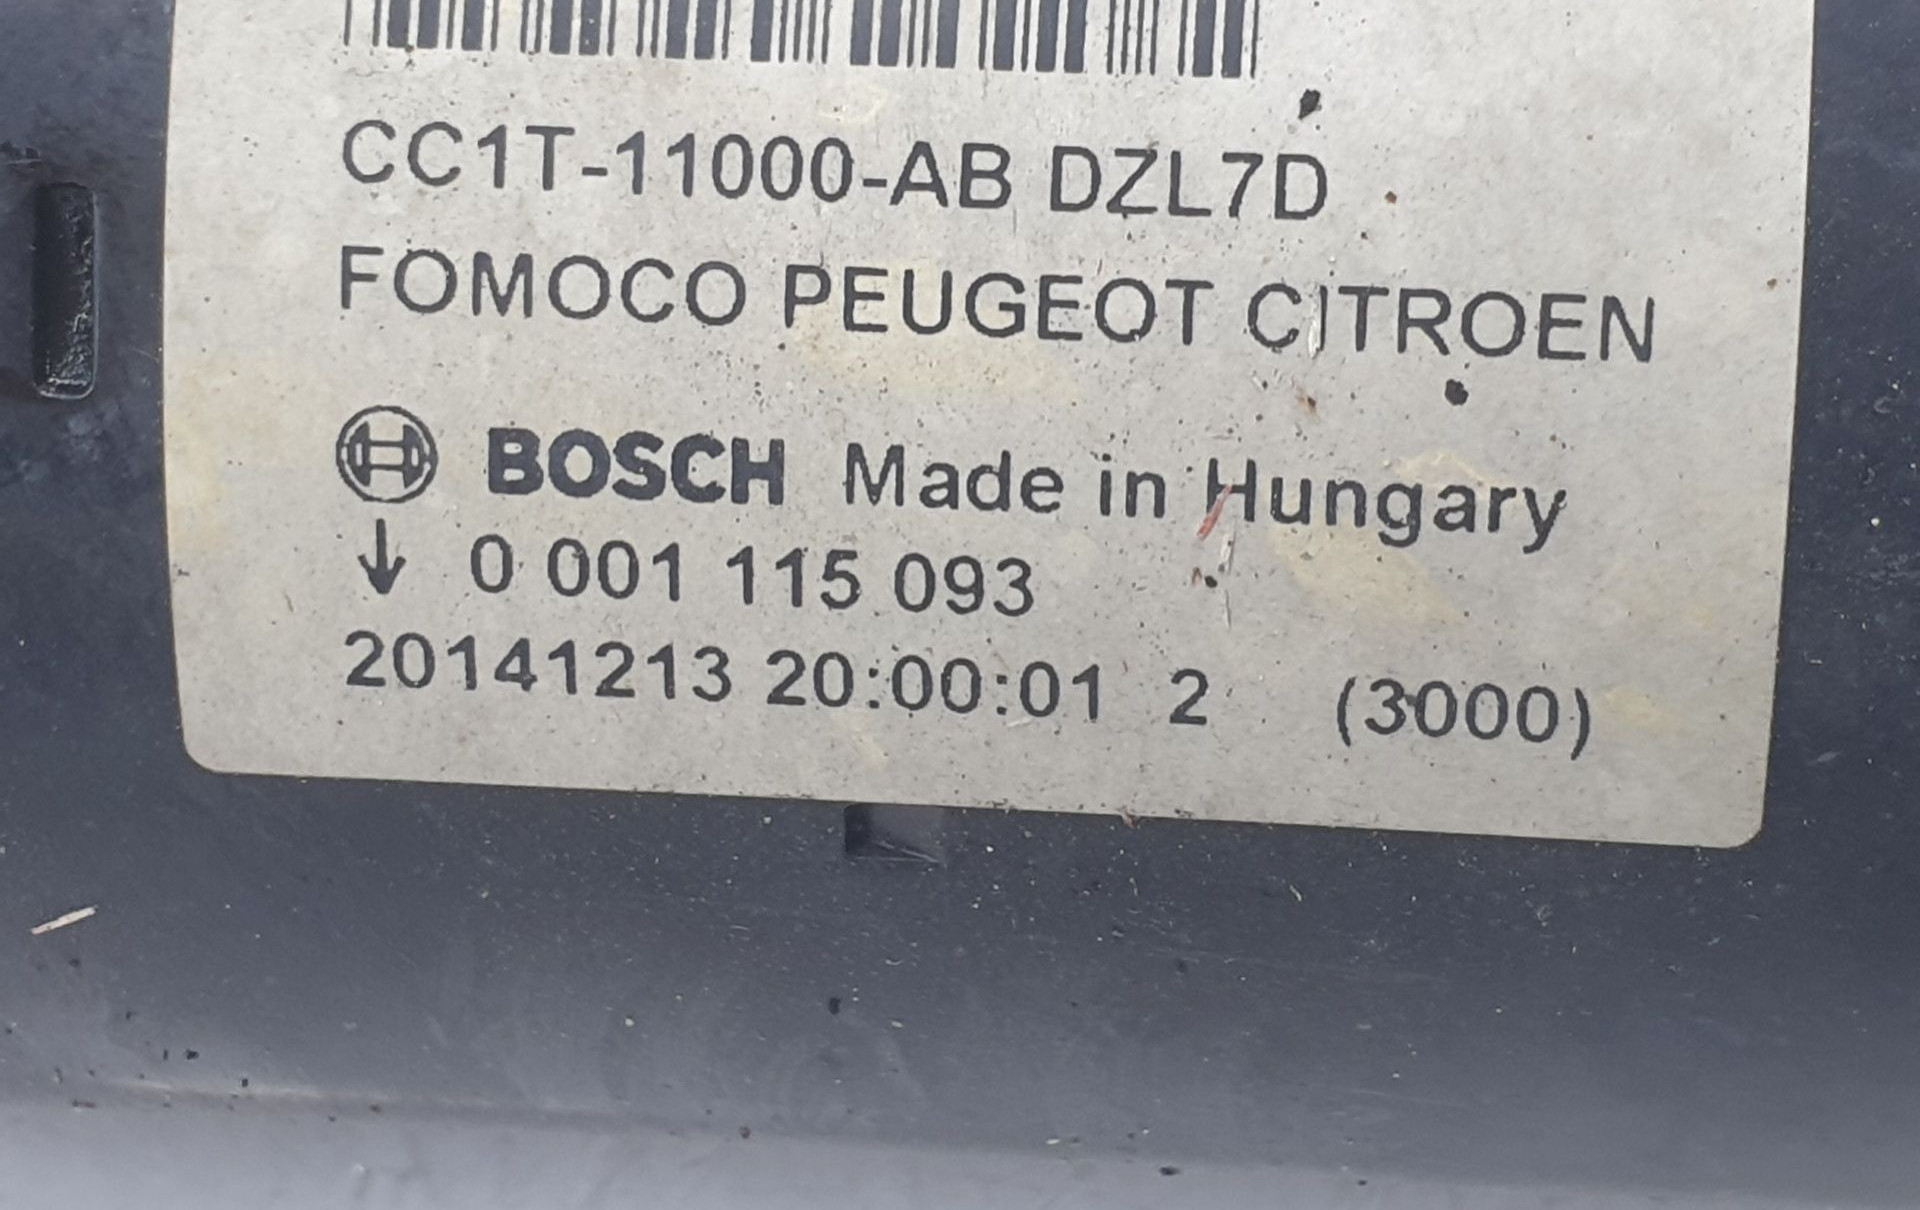 CC1T-11000-AB DZL7D
FOMOCO PEUGEOT CITROEN
BOSCH Made in Hungary
↓ 0 001 115 093
20141213 20:00:01 2 (3000)